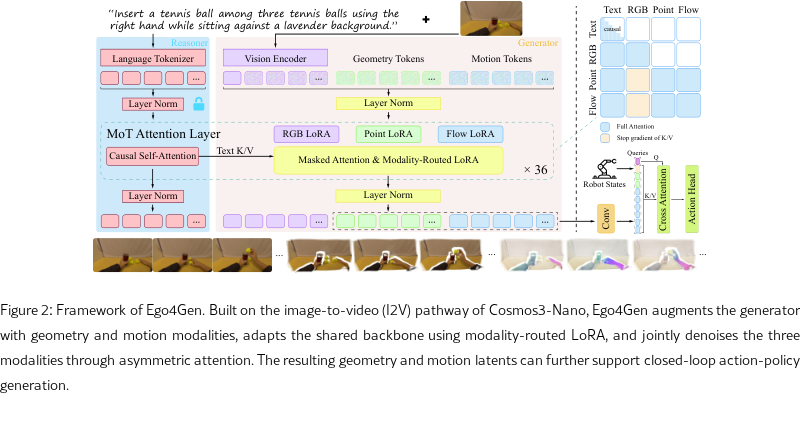 "Insert a tennis ball among three tennis balls using the
right hand while sitting against a lavender background."
+
Reasoner
Generator
Language Tokenizer
Vision Encoder
Geometry Tokens
Motion Tokens
...
...
...
...
Layer Norm
Layer Norm
MoT Attention Layer
RGB LoRA
Point LoRA
Flow LoRA
Causal Self-Attention
Text K/V
Masked Attention & Modality-Routed LoRA
× 36
Layer Norm
Layer Norm
...
...
...
...
...
...
...
Text RGB Point Flow
Text
causal
RGB
Point
Flow
Full Attention
Stop gradient of K/V
Queries
Q
Robot States
K/V
Conv
Cross Attention
Action Head
Figure 2: Framework of Ego4Gen. Built on the image-to-video (I2V) pathway of Cosmos3-Nano, Ego4Gen augments the generator
with geometry and motion modalities, adapts the shared backbone using modality-routed LoRA, and jointly denoises the three
modalities through asymmetric attention. The resulting geometry and motion latents can further support closed-loop action-policy
generation.